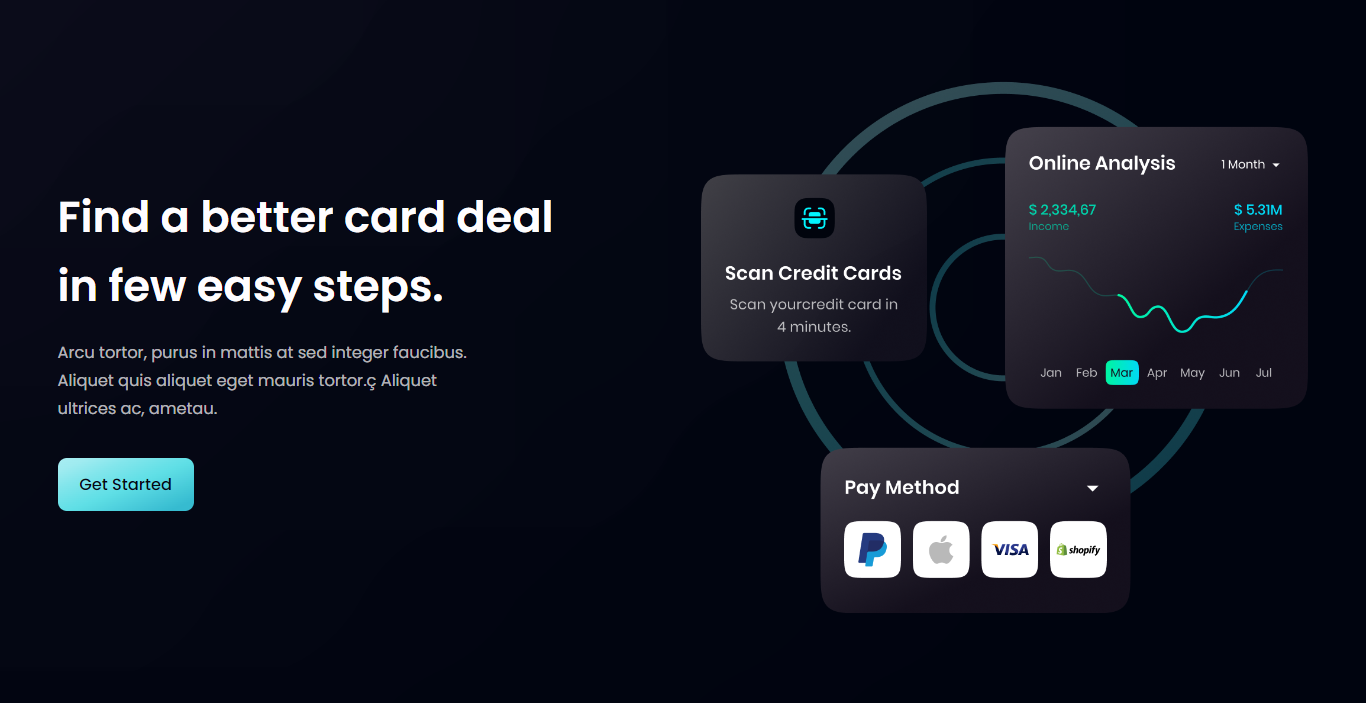 Find a better card deal
in few easy steps.
Arcu tortor, purus in mattis at sed integer faucibus.
Aliquet quis aliquet eget mauris tortor.ç Aliquet
ultrices ac, ametau.
Get Started
Scan Credit Cards
Scan yourcredit card in
4 minutes.
Online Analysis
1 Month
$ 2,334,67
$ 5.31M
Income
Expenses
Jan Feb Mar Apr May Jun Jul
Pay Method
VISA
shopify